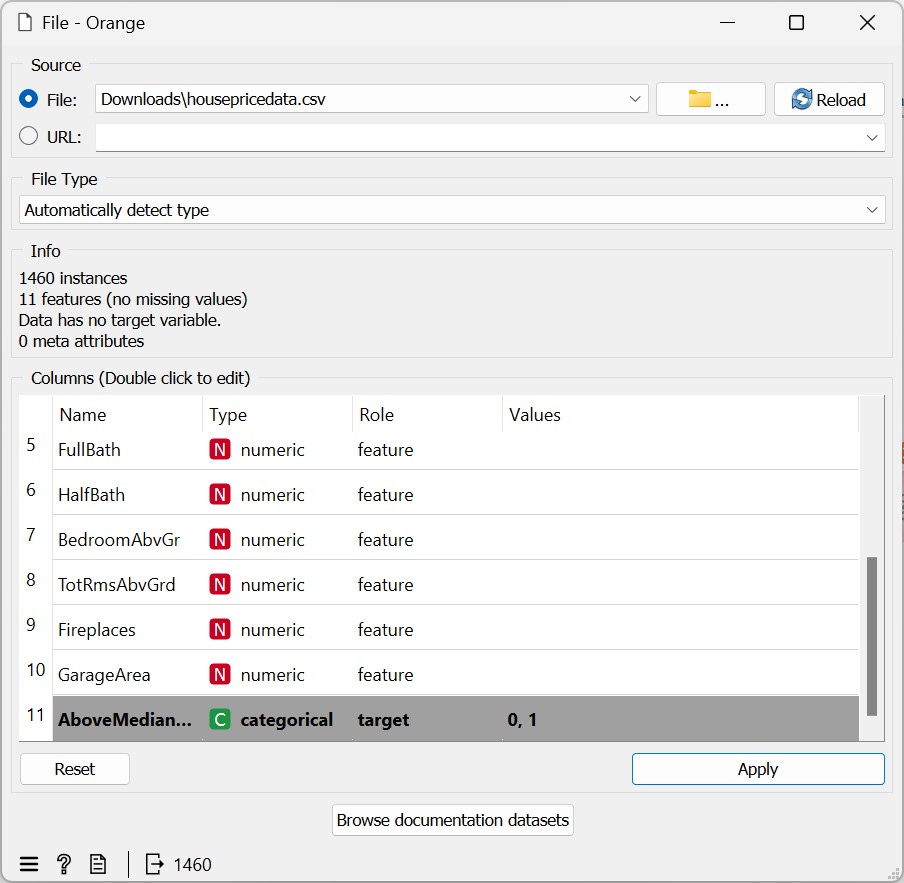 File - Orange
Source
File: Downloads\housepricedata.csv ... Reload
URL:
File Type
Automatically detect type
Info
1460 instances
11 features (no missing values)
Data has no target variable.
0 meta attributes
Columns (Double click to edit)
Name Type Role Values
5 FullBath N numeric feature
6 HalfBath N numeric feature
7 BedroomAbvGr N numeric feature
8 TotRmsAbvGrd N numeric feature
9 Fireplaces N numeric feature
10 GarageArea N numeric feature
11 AboveMedian... C categorical target 0, 1
Reset Apply
Browse documentation datasets
? 1460